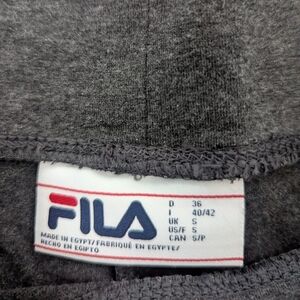 FILA
D 36
I 40/42
UK S
US/F S
CAN S/P
MADE IN EGYPT/FABRIQUÉ EN EGYPTE/
HECHO EN EGIPTO